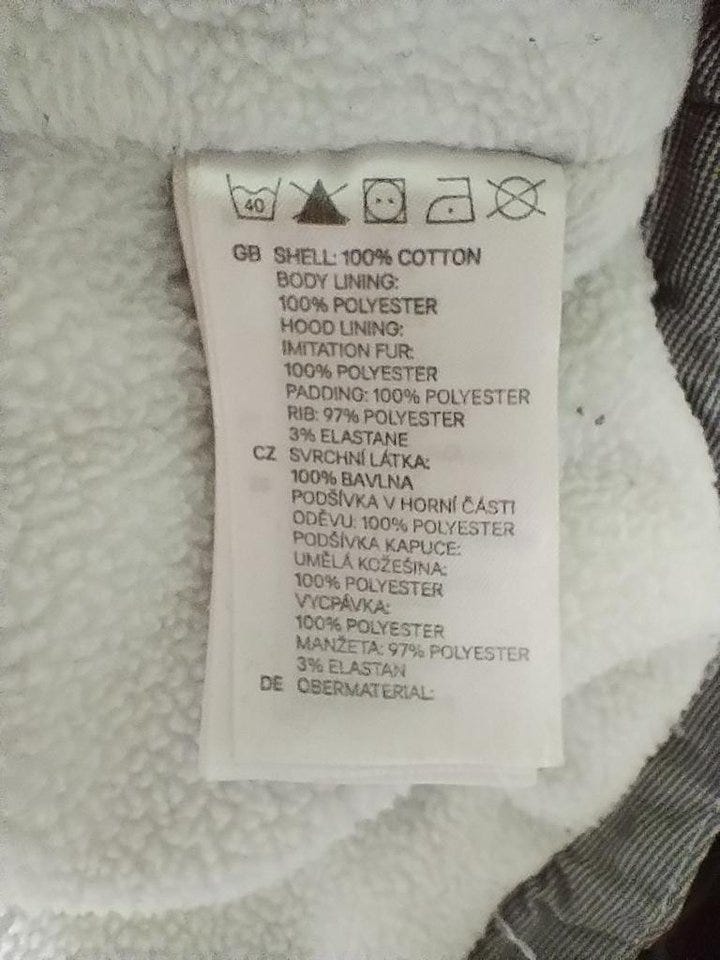 40
GB SHELL: 100% COTTON
BODY LINING:
100% POLYESTER
HOOD LINING:
IMITATION FUR:
100% POLYESTER
PADDING: 100% POLYESTER
RIB: 97% POLYESTER
3% ELASTANE
CZ SVRCHNÍ LÁTKA:
100% BAVLNA
PODŠÍVKA V HORNÍ ČÁSTI
ODĚVU: 100% POLYESTER
PODŠÍVKA KAPUCE:
UMĚLÁ KOŽEŠINA:
100% POLYESTER
VYCPÁVKA:
100% POLYESTER
MANŽETA: 97% POLYESTER
3% ELASTAN
DE OBERMATERIAL: